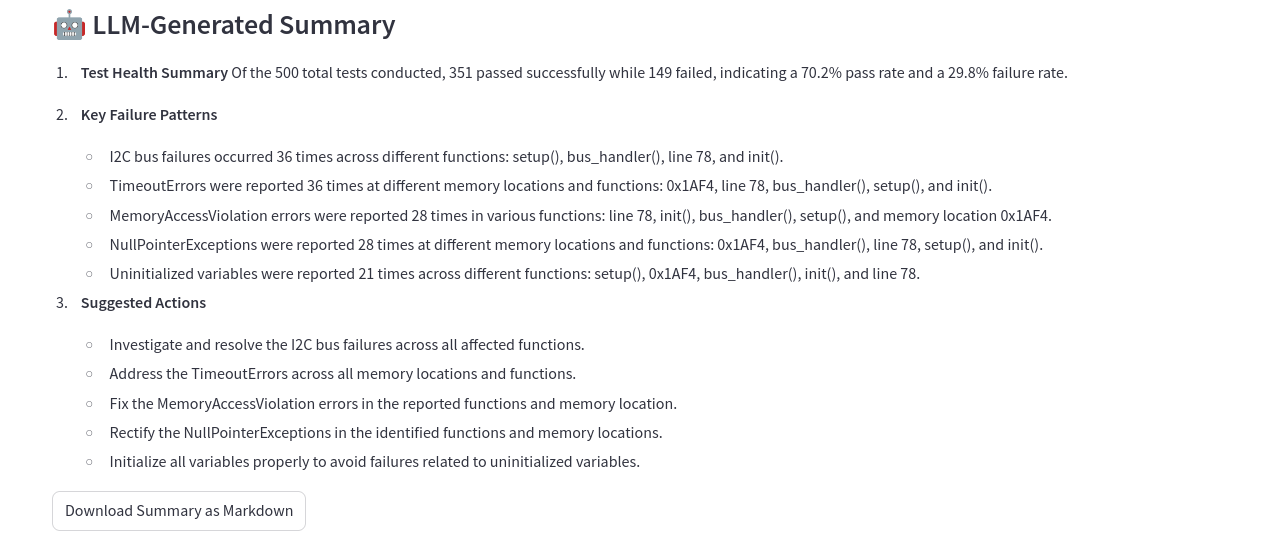 🤖 LLM-Generated Summary
1. Test Health Summary Of the 500 total tests conducted, 351 passed successfully while 149 failed, indicating a 70.2% pass rate and a 29.8% failure rate.
2. Key Failure Patterns
○ I2C bus failures occurred 36 times across different functions: setup(), bus_handler(), line 78, and init().
○ TimeoutErrors were reported 36 times at different memory locations and functions: 0x1AF4, line 78, bus_handler(), setup(), and init().
○ MemoryAccessViolation errors were reported 28 times in various functions: line 78, init(), bus_handler(), setup(), and memory location 0x1AF4.
○ NullPointerExceptions were reported 28 times at different memory locations and functions: 0x1AF4, bus_handler(), line 78, setup(), and init().
○ Uninitialized variables were reported 21 times across different functions: setup(), 0x1AF4, bus_handler(), init(), and line 78.
3. Suggested Actions
○ Investigate and resolve the I2C bus failures across all affected functions.
○ Address the TimeoutErrors across all memory locations and functions.
○ Fix the MemoryAccessViolation errors in the reported functions and memory location.
○ Rectify the NullPointerExceptions in the identified functions and memory locations.
○ Initialize all variables properly to avoid failures related to uninitialized variables.
Download Summary as Markdown